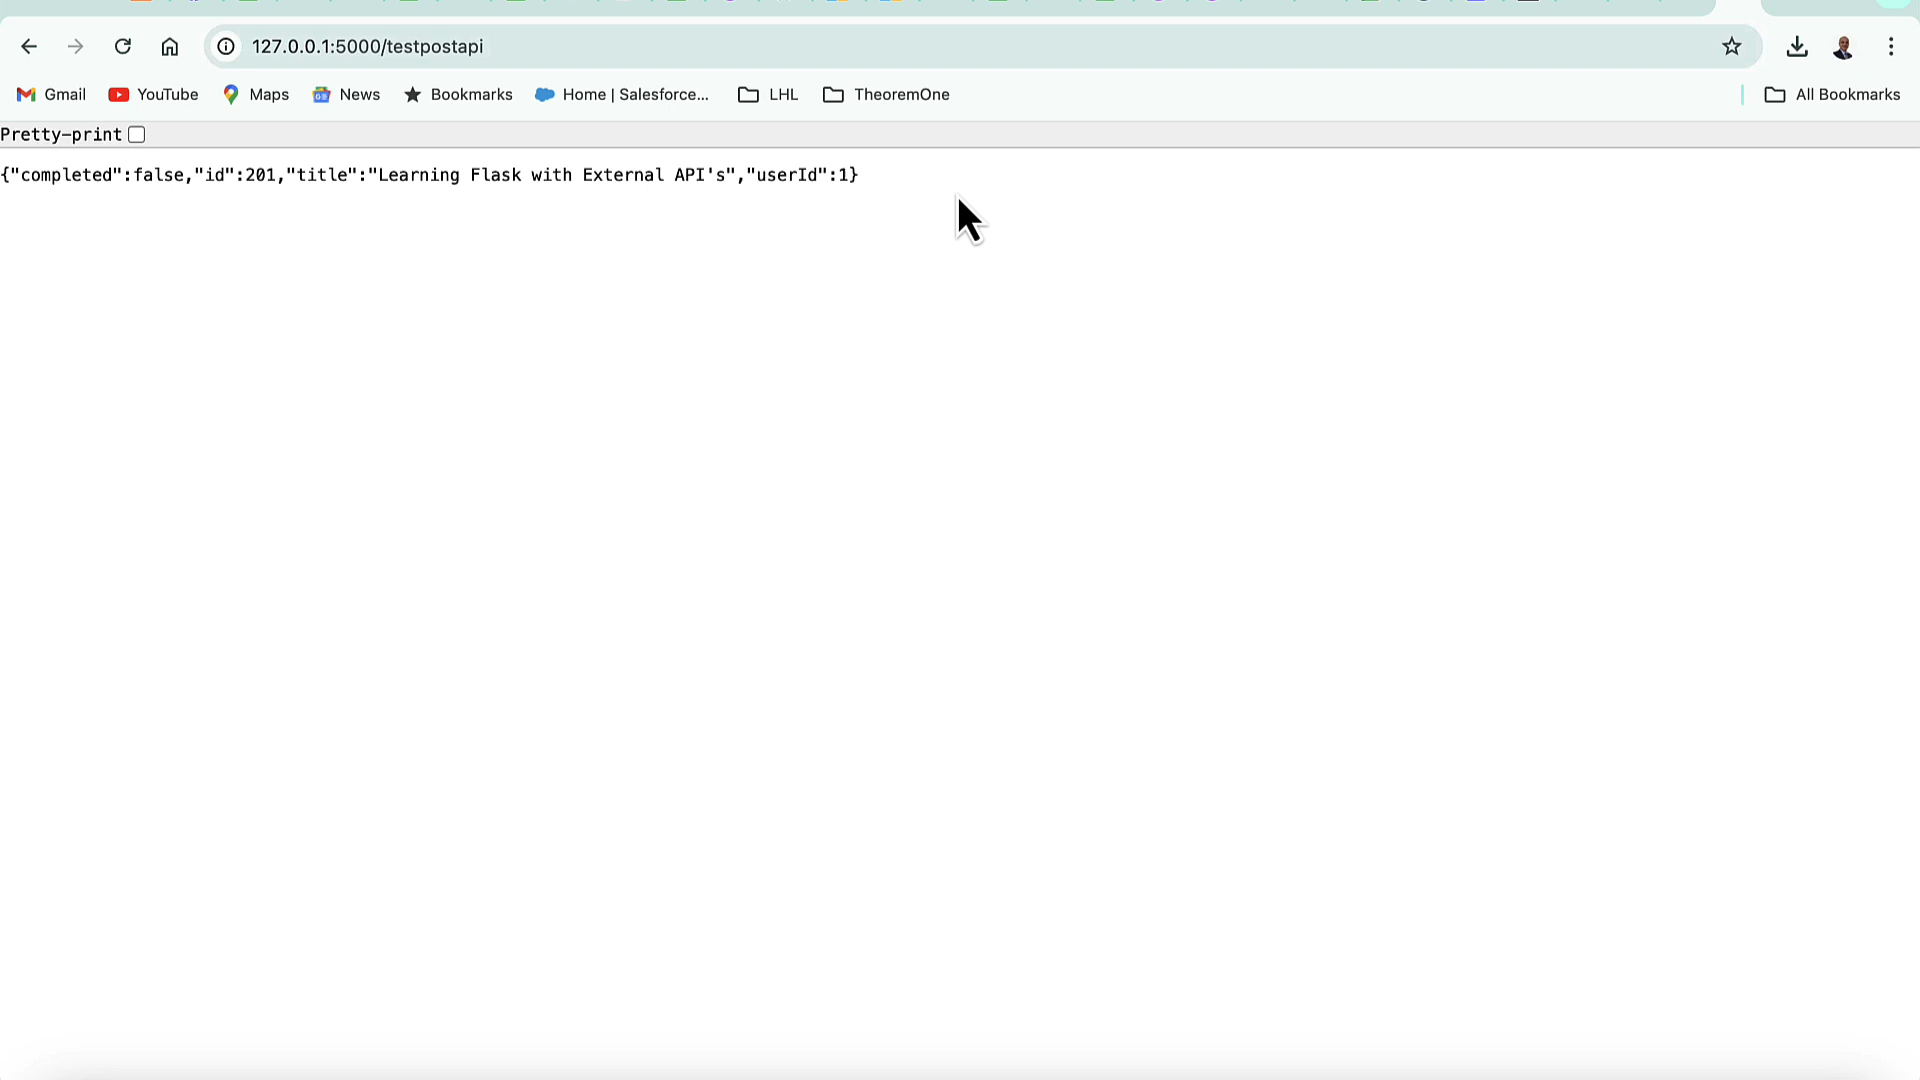 127.0.0.1:5000/testpostapi
Gmail YouTube Maps News Bookmarks Home | Salesforce... LHL TheoremOne All Bookmarks
Pretty-print
{"completed":false,"id":201,"title":"Learning Flask with External API's","userId":1}